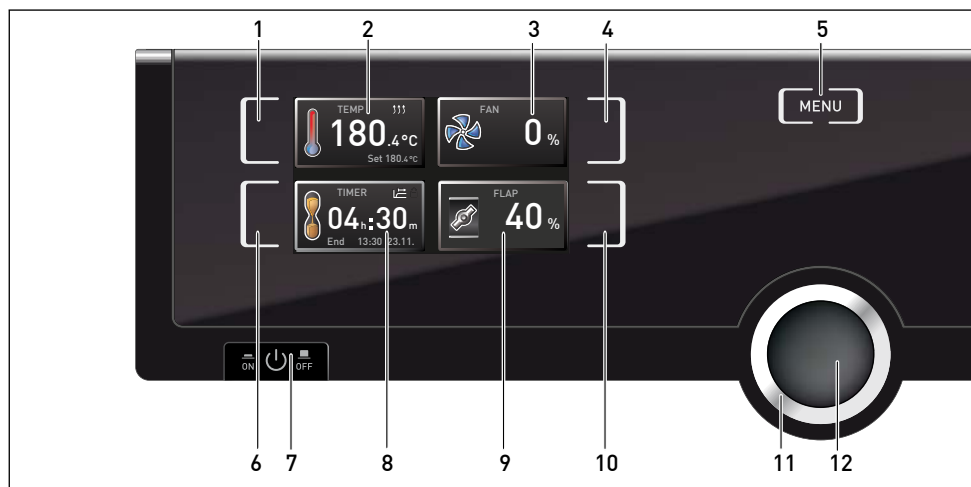 1 2 3 4 5
TEMP
180.4°C
Set 180.4°C
FAN
0 %
MENU
TIMER
04h:30m
End 13:30 23.11.
FLAP
40 %
ON OFF
6 7 8 9 10 11 12